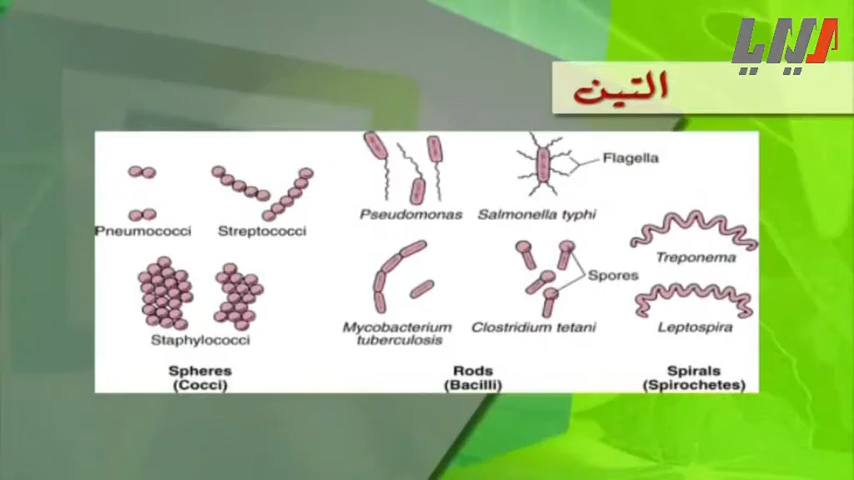 التين
Flagella
Pseudomonas
Salmonella typhi
Pneumococci
Streptococci
Treponema
Spores
Mycobacterium
tuberculosis
Clostridium tetani
Leptospira
Staphylococci
Spheres
(Cocci)
Rods
(Bacilli)
Spirals
(Spirochetes)